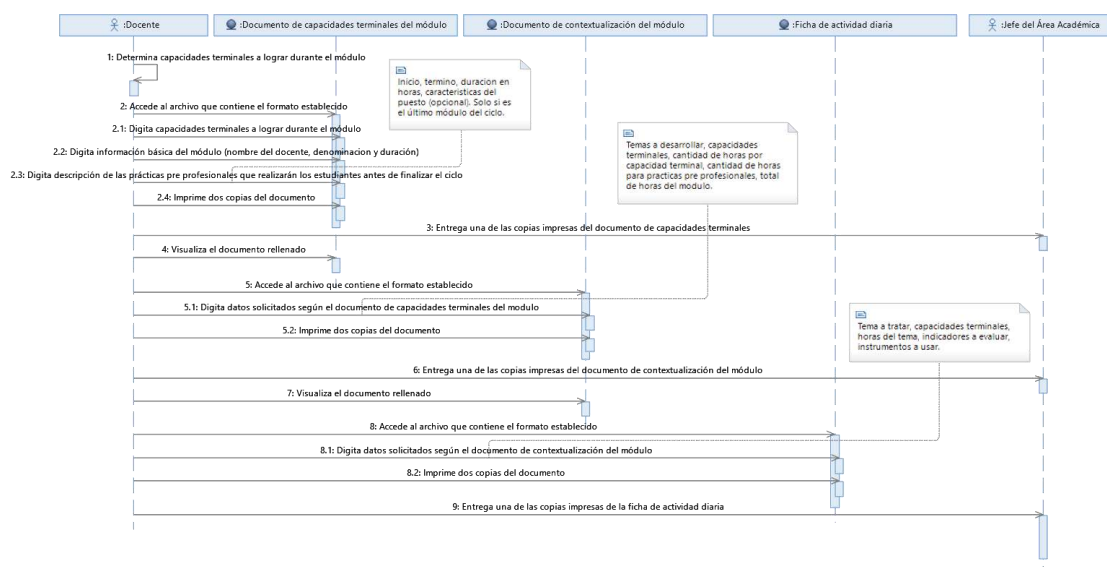 :Docente
:Documento de capacidades terminales del módulo
:Documento de contextualización del módulo
:Ficha de actividad diaria
:Jefe del Área Académica
1: Determina capacidades terminales a lograr durante el módulo
Inicio, termino, duracion en
horas, caracteristicas del
puesto (opcional). Solo si es
el último módulo del ciclo.
2: Accede al archivo que contiene el formato establecido
2.1: Digita capacidades terminales a lograr durante el módulo
2.2: Digita información básica del módulo (nombre del docente, denominacion y duración)
2.3: Digita descripción de las prácticas pre profesionales que realizarán los estudiantes antes de finalizar el ciclo
2.4: Imprime dos copias del documento
Temas a desarrollar, capacidades
terminales, cantidad de horas por
capacidad terminal, cantidad de horas
para practicas pre profesionales, total
de horas del modulo.
3: Entrega una de las copias impresas del documento de capacidades terminales
4: Visualiza el documento rellenado
5: Accede al archivo que contiene el formato establecido
5.1: Digita datos solicitados según el documento de capacidades terminales del modulo
5.2: Imprime dos copias del documento
Tema a tratar, capacidades terminales,
horas del tema, indicadores a evaluar,
instrumentos a usar.
6: Entrega una de las copias impresas del documento de contextualización del módulo
7: Visualiza el documento rellenado
8: Accede al archivo que contiene el formato establecido
8.1: Digita datos solicitados según el documento de contextualización del módulo
8.2: Imprime dos copias del documento
9: Entrega una de las copias impresas de la ficha de actividad diaria